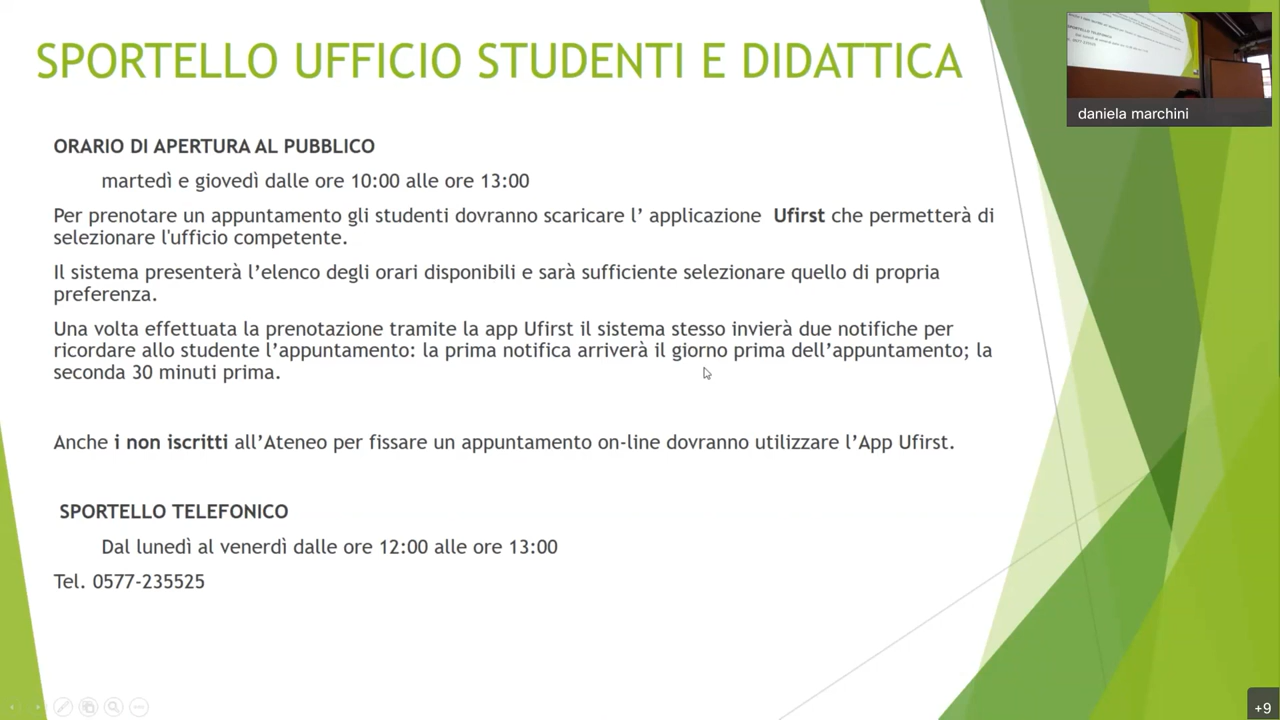 SPORTELLO UFFICIO STUDENTI E DIDATTICA
daniela marchini
ORARIO DI APERTURA AL PUBBLICO
martedì e giovedì dalle ore 10:00 alle ore 13:00
Per prenotare un appuntamento gli studenti dovranno scaricare l’ applicazione Ufirst che permetterà di
selezionare l'ufficio competente.
Il sistema presenterà l’elenco degli orari disponibili e sarà sufficiente selezionare quello di propria
preferenza.
Una volta effettuata la prenotazione tramite la app Ufirst il sistema stesso invierà due notifiche per
ricordare allo studente l’appuntamento: la prima notifica arriverà il giorno prima dell’appuntamento; la
seconda 30 minuti prima.
Anche i non iscritti all’Ateneo per fissare un appuntamento on-line dovranno utilizzare l’App Ufirst.
SPORTELLO TELEFONICO
Dal lunedì al venerdì dalle ore 12:00 alle ore 13:00
Tel. 0577-235525
+9